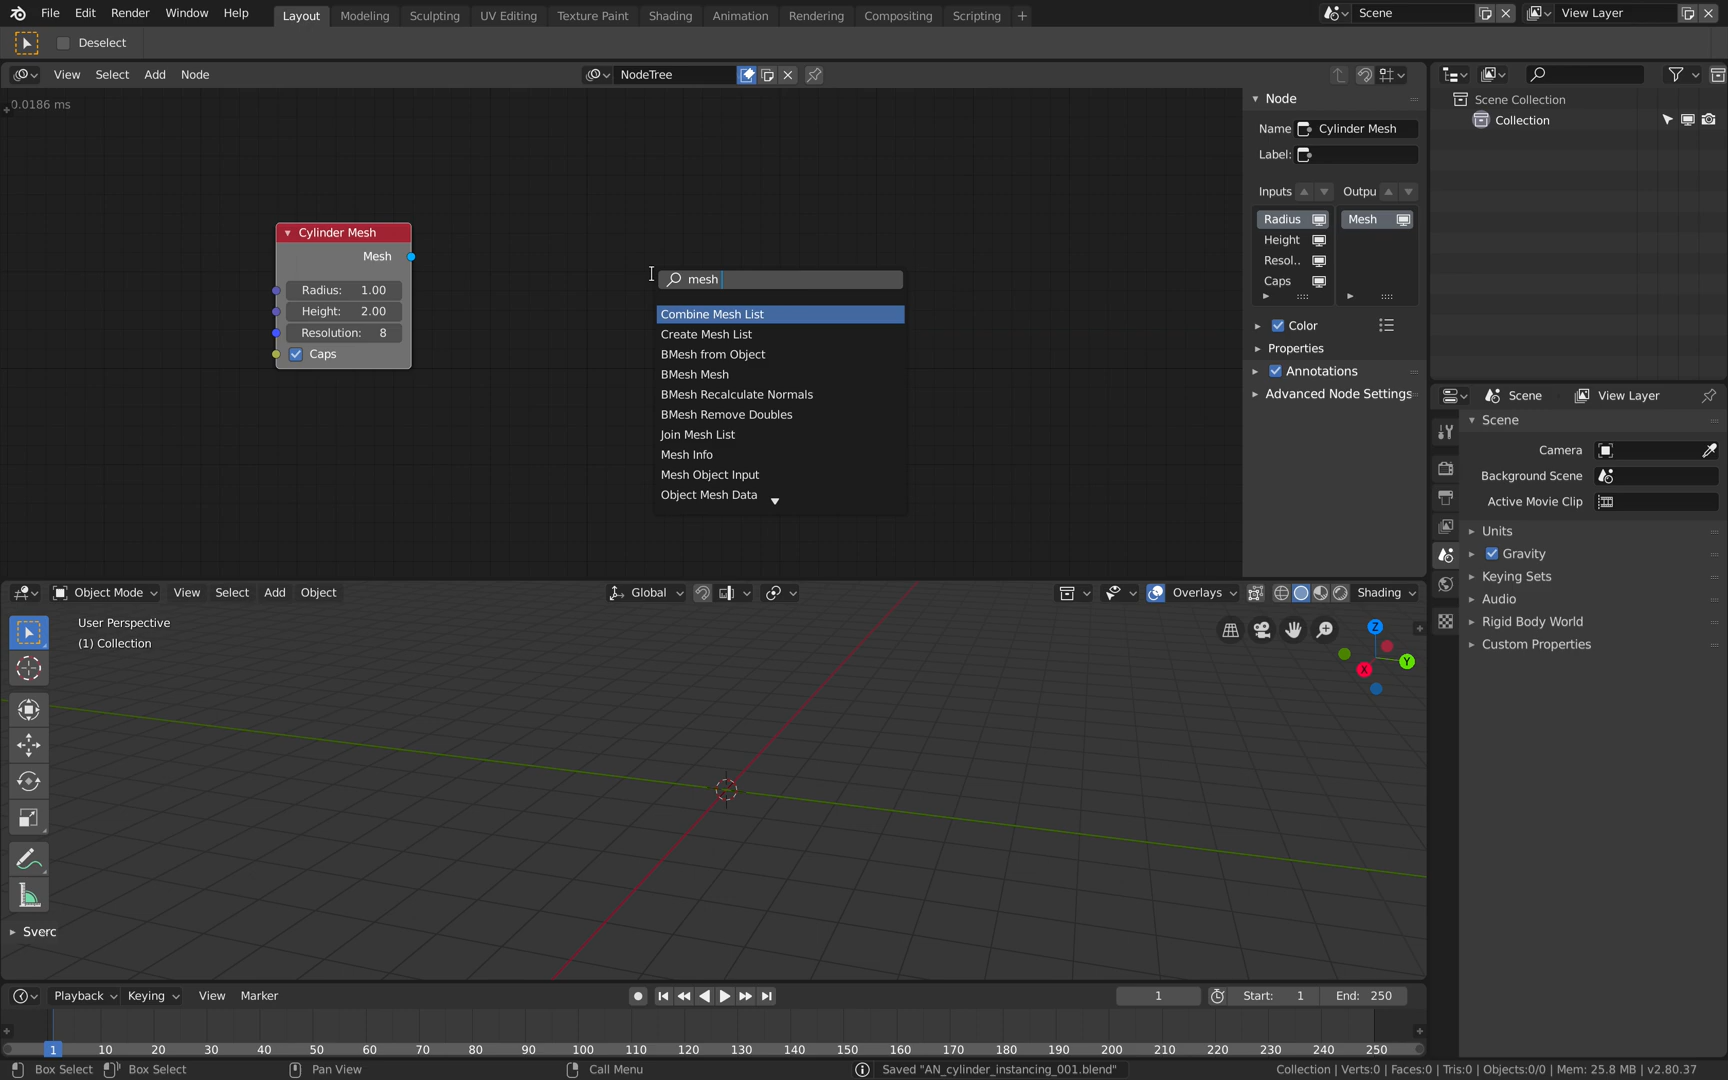 File Edit Render Window Help Layout Modeling Sculpting UV Editing Texture Paint Shading Animation Rendering Compositing Scripting + Scene View Layer
Deselect
View Select Add Node NodeTree
0.0186 ms
Cylinder Mesh
Mesh
Radius: 1.00
Height: 2.00
Resolution: 8
Caps
mesh
Combine Mesh List
Create Mesh List
BMesh from Object
BMesh Mesh
BMesh Recalculate Normals
BMesh Remove Doubles
Join Mesh List
Mesh Info
Mesh Object Input
Object Mesh Data
Node
Name Cylinder Mesh
Label:
Inputs Outpu
Radius Mesh
Height
Resol..
Caps
Color
Properties
Annotations
Advanced Node Settings
Scene Collection
Collection
Scene View Layer
Scene
Camera
Background Scene
Active Movie Clip
Units
Gravity
Keying Sets
Audio
Rigid Body World
Custom Properties
Object Mode View Select Add Object Global Overlays Shading
User Perspective
(1) Collection
Z
Y
X
Sverc
Playback Keying View Marker 1 Start: 1 End: 250
1 10 20 30 40 50 60 70 80 90 100 110 120 130 140 150 160 170 180 190 200 210 220 230 240 250
Box Select Box Select Pan View Call Menu Saved "AN_cylinder_instancing_001.blend" Collection | Verts:0 | Faces:0 | Tris:0 | Objects:0/0 | Mem: 25.8 MB | v2.80.37